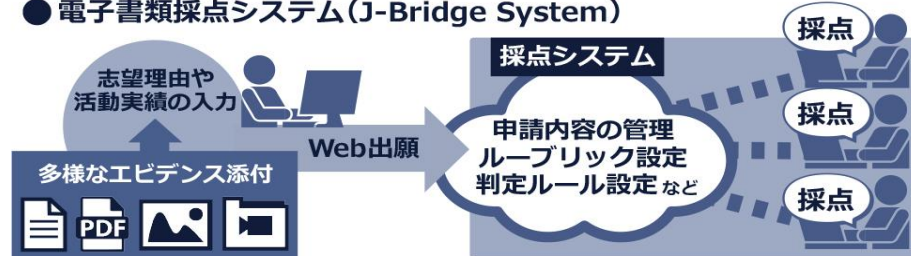 ●電子書類採点システム（J-Bridge System）
志望理由や
活動実績の入力
多様なエビデンス添付
PDF
Web出願
採点システム
申請内容の管理
ルーブリック設定
判定ルール設定 など
採点
採点
採点